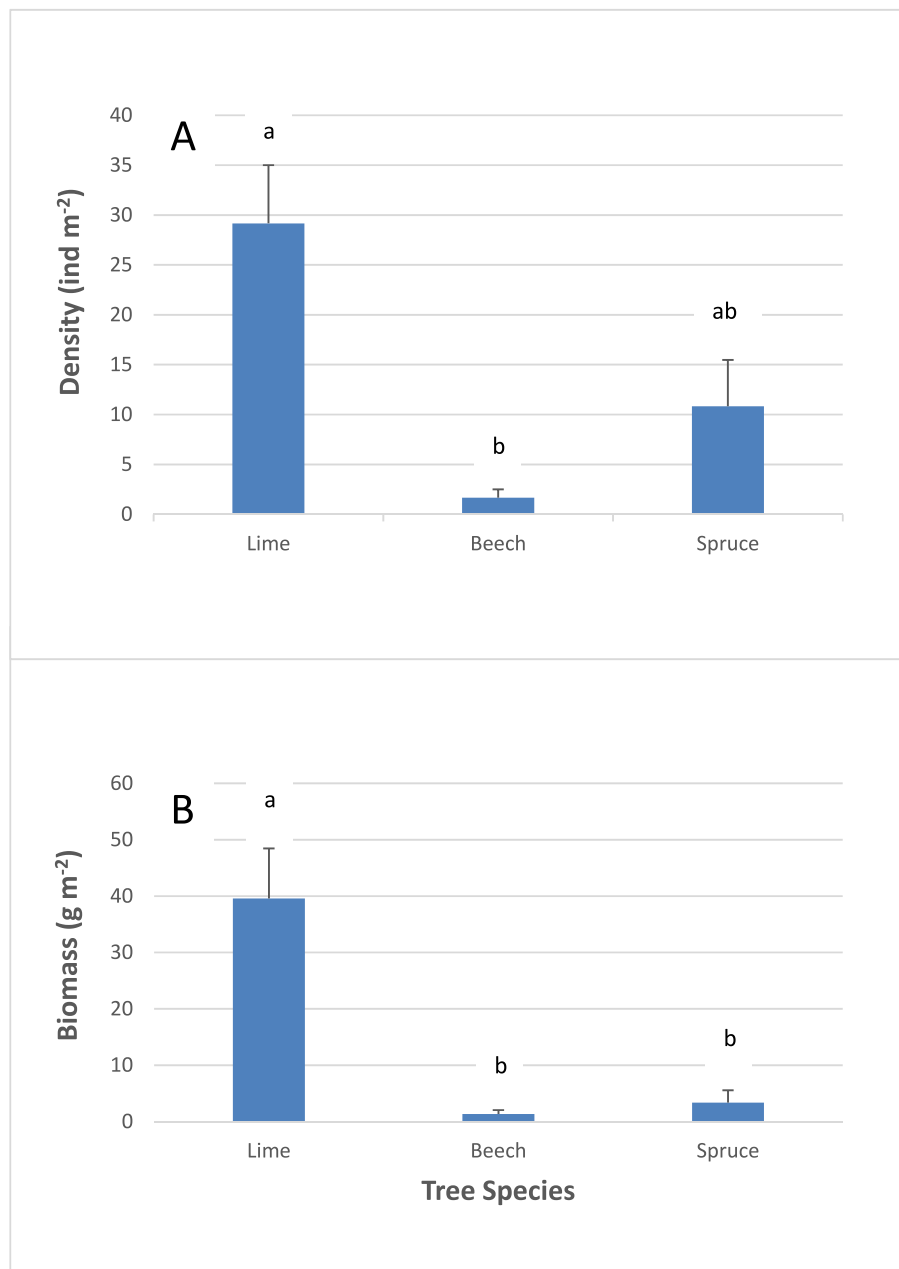 A
Density (ind m-2)
40
35
30
25
20
15
10
5
0
a
b
ab
Lime Beech Spruce
B
Biomass (g m-2)
60
50
40
30
20
10
0
a
b
b
Lime Beech Spruce
Tree Species